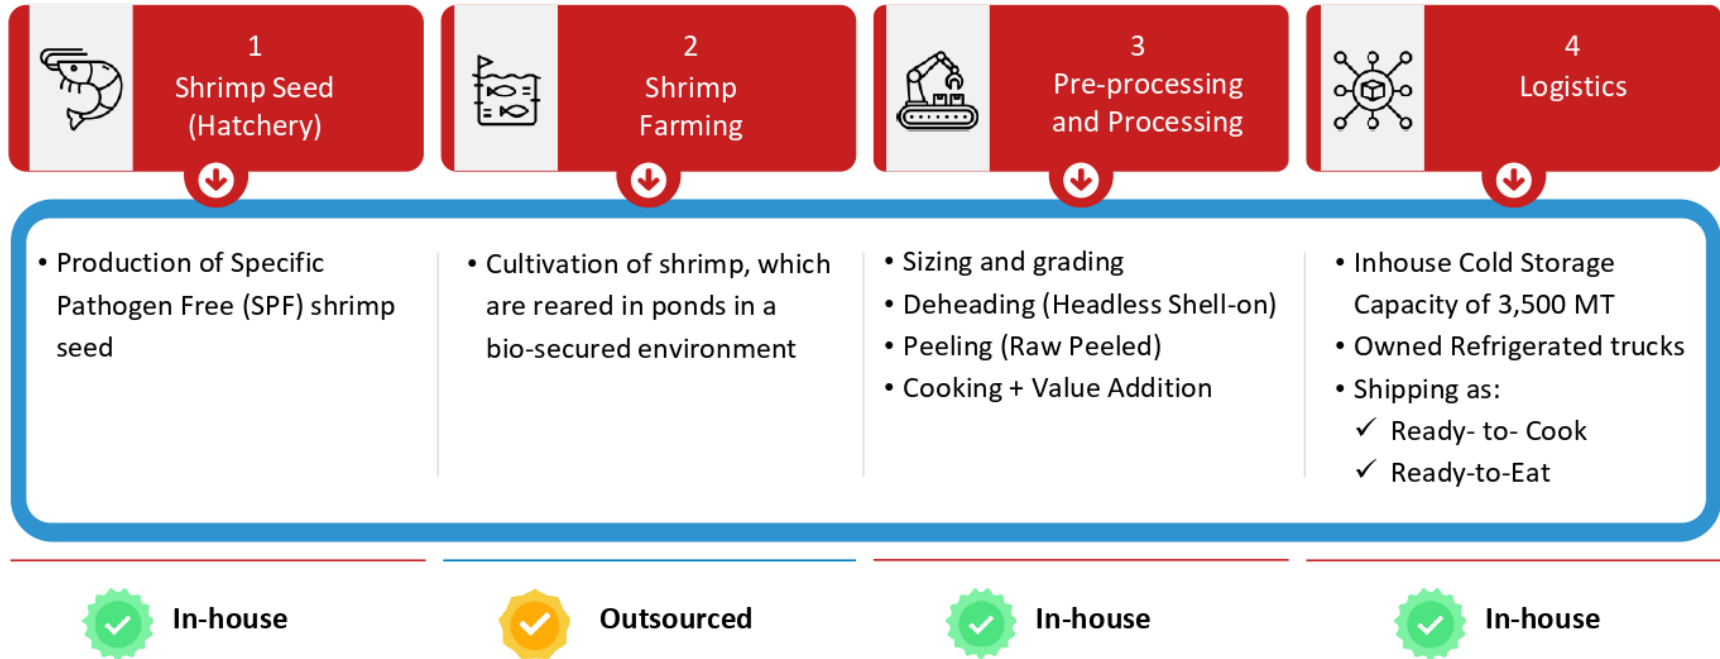 1
Shrimp Seed
(Hatchery)
2
Shrimp
Farming
3
Pre-processing
and Processing
4
Logistics
• Production of Specific
Pathogen Free (SPF) shrimp
seed
• Cultivation of shrimp, which
are reared in ponds in a
bio-secured environment
• Sizing and grading
• Deheading (Headless Shell-on)
• Peeling (Raw Peeled)
• Cooking + Value Addition
• Inhouse Cold Storage
Capacity of 3,500 MT
• Owned Refrigerated trucks
• Shipping as:
✓ Ready- to- Cook
✓ Ready-to-Eat
In-house
Outsourced
In-house
In-house